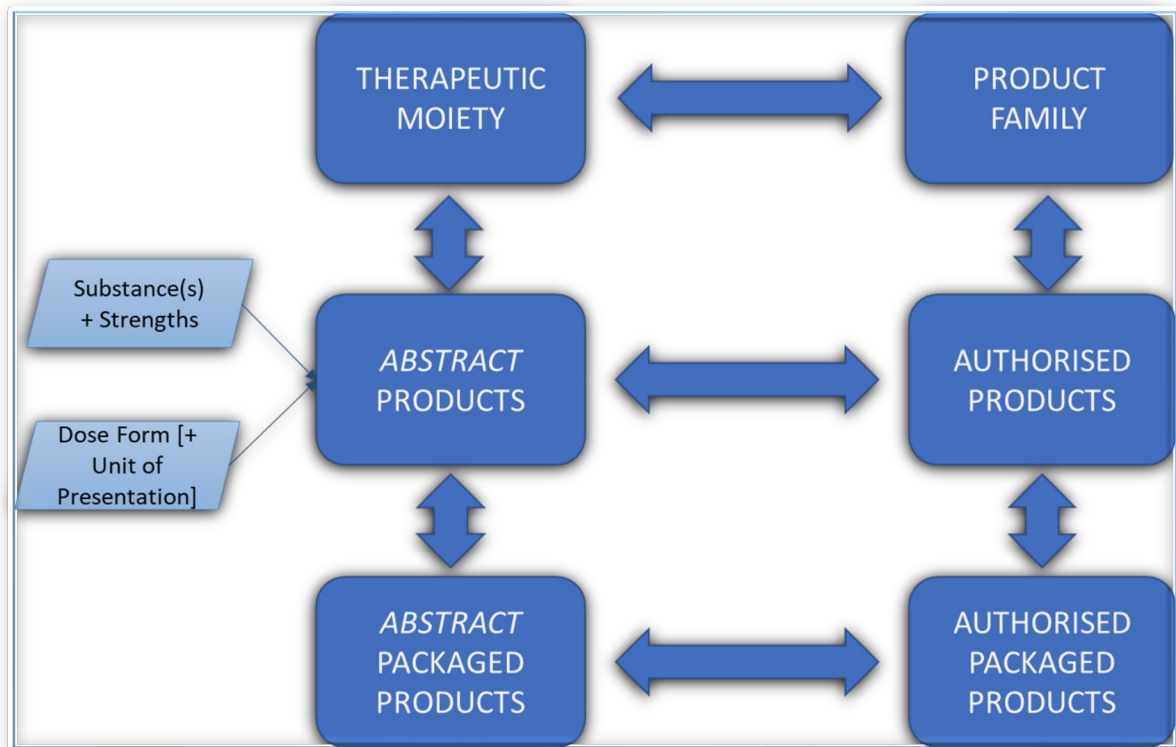 THERAPEUTIC
MOIETY
PRODUCT
FAMILY
Substance(s)
+ Strengths
ABSTRACT
PRODUCTS
AUTHORISED
PRODUCTS
Dose Form [+
Unit of
Presentation]
ABSTRACT
PACKAGED
PRODUCTS
AUTHORISED
PACKAGED
PRODUCTS